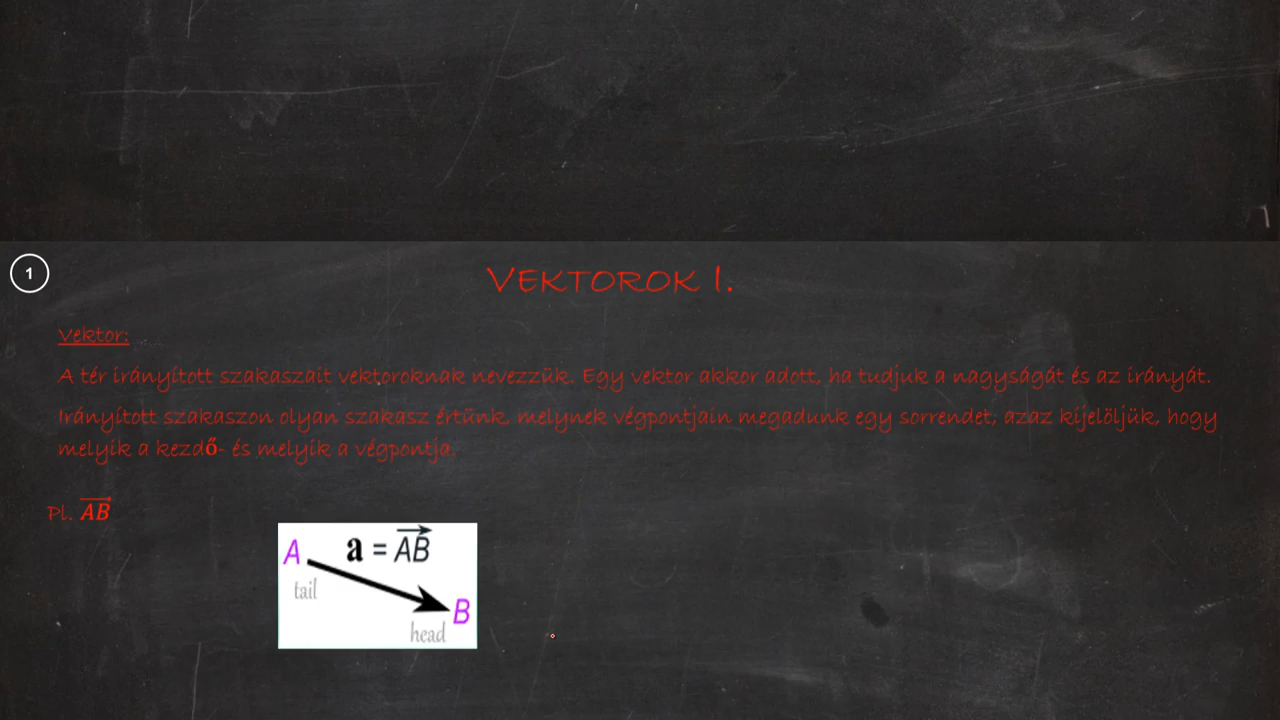 1
VEKTOROK I.
Vektor:
A tér irányított szakaszait vektoroknak nevezzük. Egy vektor akkor adott, ha tudjuk a nagyságát és az irányát.
Irányított szakaszon olyan szakasz értünk, melynek végpontjain megadunk egy sorrendet, azaz kijelöljük, hogy
melyik a kezdő- és melyik a végpontja.
Pl. \overrightarrow{AB}
A a = \overrightarrow{AB}
tail
B
head